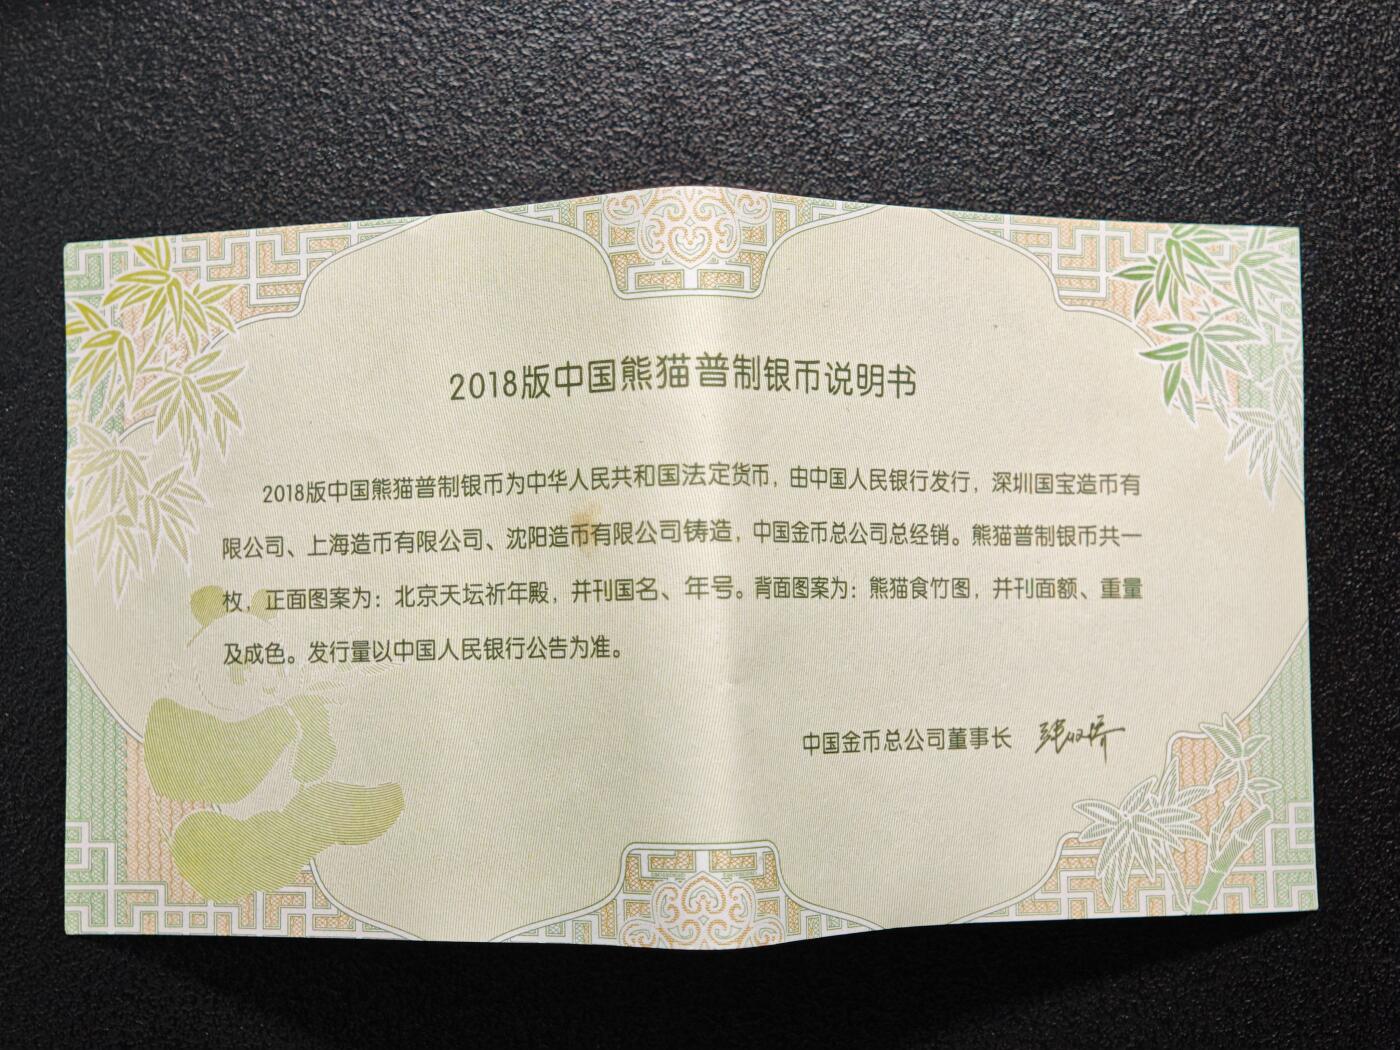 2018版中国熊猫普制银币说明书
2018版中国熊猫普制银币为中华人民共和国法定货币，由中国人民银行发行，深圳国宝造币有
限公司、上海造币有限公司、沈阳造币有限公司铸造，中国金币总公司总经销。熊猫普制银币共一
枚，正面图案为：北京天坛祈年殿，并刊国名、年号。背面图案为：熊猫食竹图，并刊面额、重量
及成色。发行量以中国人民银行公告为准。
中国金币总公司董事长